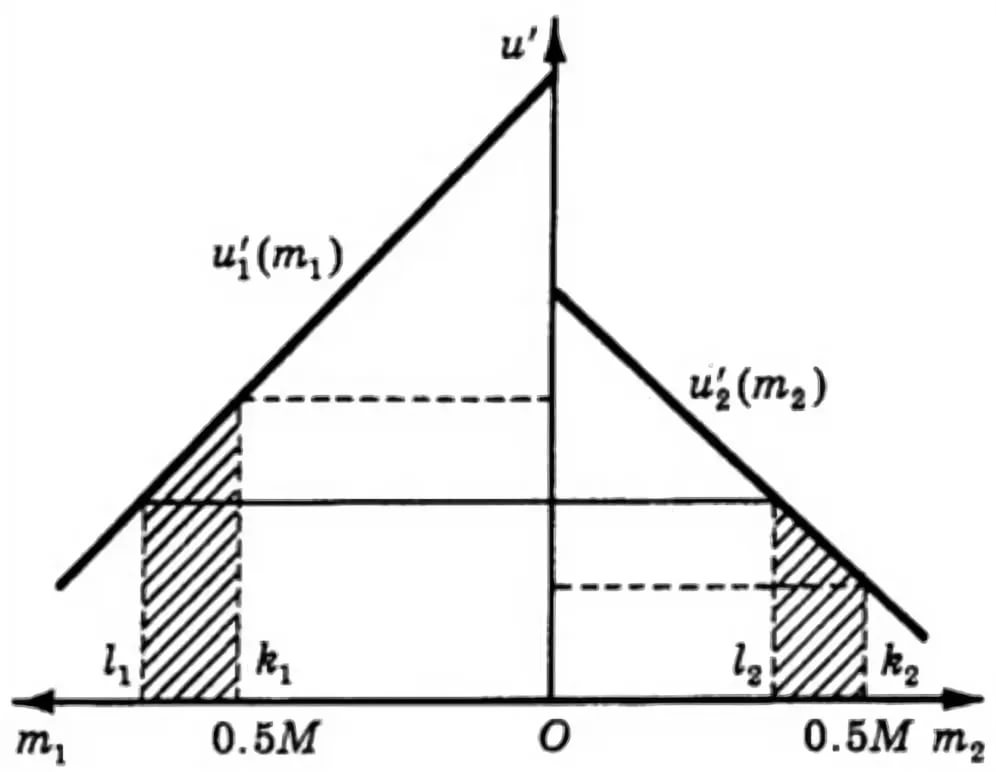 u′
u′₁(m₁)
u′₂(m₂)
l₁ k₁ l₂ k₂
m₁ 0.5M O 0.5M m₂